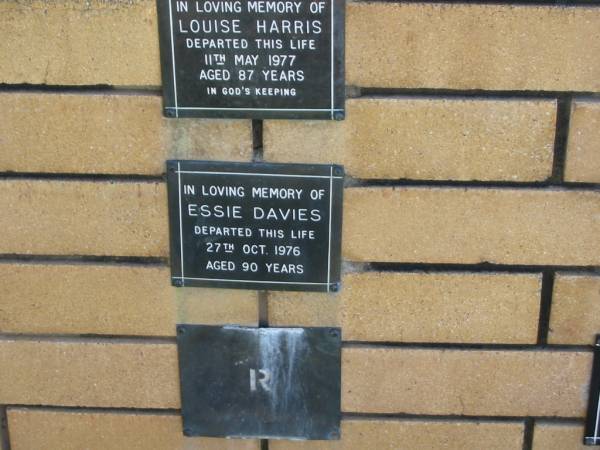 IN LOVING MEMORY OF
LOUISE HARRIS
DEPARTED THIS LIFE
11TH MAY 1977
AGED 87 YEARS
IN GOD'S KEEPING
IN LOVING MEMORY OF
ESSIE DAVIES
DEPARTED THIS LIFE
27TH OCT. 1976
AGED 90 YEARS
R